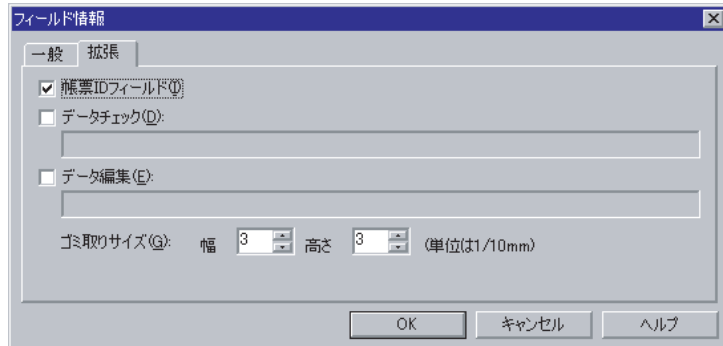 フィールド情報
一般 拡張
帳票IDフィールド(I)
データチェック(D):
データ編集(E):
ゴミ取りサイズ(G): 幅 3 高さ 3 (単位は1/10mm)
OK キャンセル ヘルプ